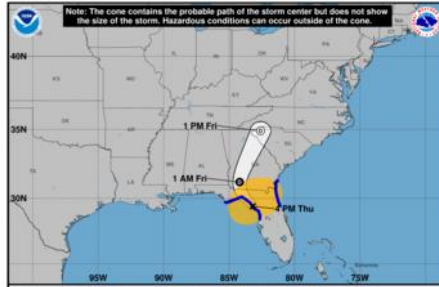 Note: The cone contains the probable path of the storm center but does not show
the size of the storm. Hazardous conditions can occur outside of the cone.
40N
35N
1 PM Fri
D
1 AM Fri
30N
4 PM Thu
95W
90W
85W
80W
75W